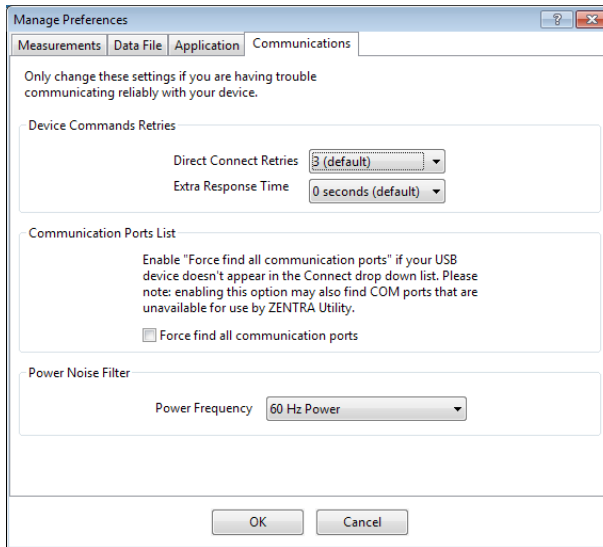 Manage Preferences
Measurements Data File Application Communications
Only change these settings if you are having trouble
communicating reliably with your device.
Device Commands Retries
Direct Connect Retries 3 (default)
Extra Response Time 0 seconds (default)
Communication Ports List
Enable "Force find all communication ports" if your USB
device doesn't appear in the Connect drop down list. Please
note: enabling this option may also find COM ports that are
unavailable for use by ZENTRA Utility.
Force find all communication ports
Power Noise Filter
Power Frequency 60 Hz Power
OK Cancel